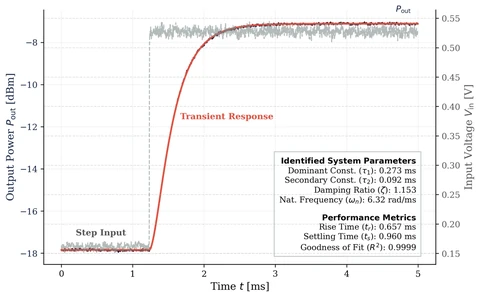 P_out
−8
−10
−12
−14
−16
−18
Output Power P_out [dBm]
0.55
0.50
0.45
0.40
0.35
0.30
0.25
0.20
0.15
Input Voltage V_in [V]
Transient Response
Step Input
Identified System Parameters
Dominant Const. (τ₁): 0.273 ms
Secondary Const. (τ₂): 0.092 ms
Damping Ratio (ζ): 1.153
Nat. Frequency (ωₙ): 6.32 rad/ms
Performance Metrics
Rise Time (tᵣ): 0.657 ms
Settling Time (tₛ): 0.960 ms
Goodness of Fit (R²): 0.9999
0 1 2 3 4 5
Time t [ms]